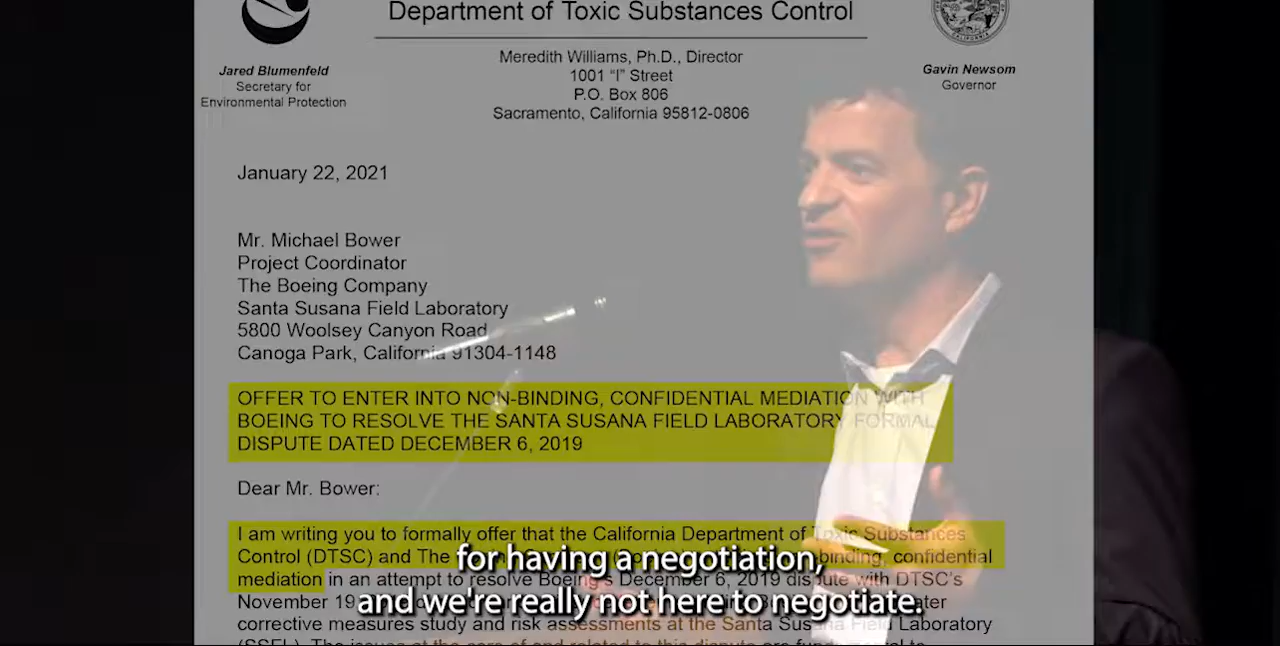 Department of Toxic Substances Control
Jared Blumenfeld
Secretary for
Environmental Protection
Meredith Williams, Ph.D., Director
1001 “I” Street
P.O. Box 806
Sacramento, California 95812-0806
Gavin Newsom
Governor
January 22, 2021
Mr. Michael Bower
Project Coordinator
The Boeing Company
Santa Susana Field Laboratory
5800 Woolsey Canyon Road
Canoga Park, California 91304-1148
OFFER TO ENTER INTO NON-BINDING, CONFIDENTIAL MEDIATION WITH
BOEING TO RESOLVE THE SANTA SUSANA FIELD LABORATORY FORMAL
DISPUTE DATED DECEMBER 6, 2019
Dear Mr. Bower:
I am writing you to formally offer that the California Department of Toxic Substances
Control (DTSC) and The binding, confidential
mediation in an attempt to resolve Boeing's December 6, 2019 dispute with DTSC's
November 19
corrective measures study and risk assessments at the Santa Susana Field Laboratory
for having a negotiation,
and we're really not here to negotiate.